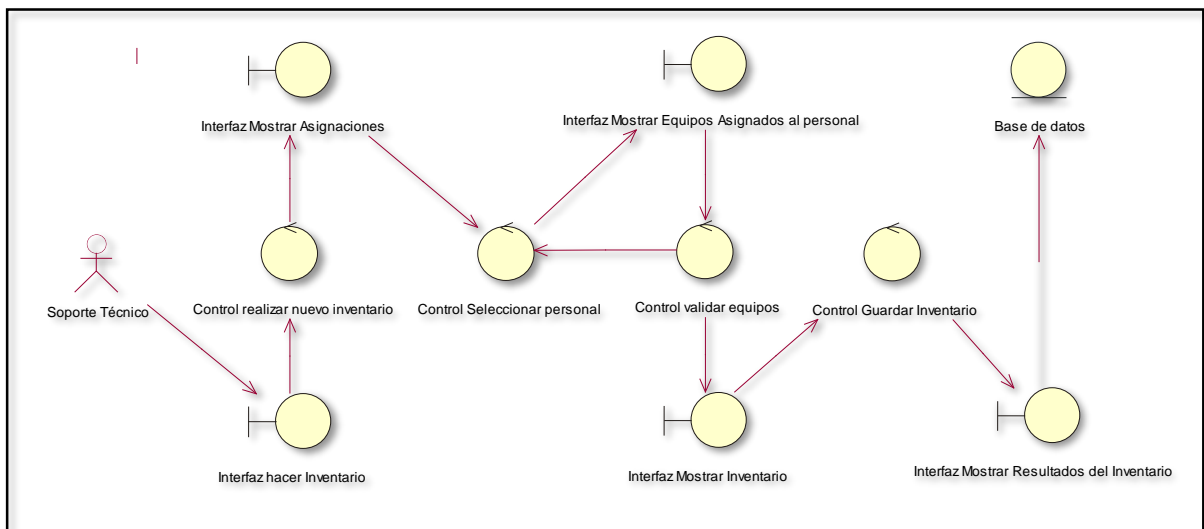 Interfaz Mostrar Asignaciones
Interfaz Mostrar Equipos Asignados al personal
Base de datos
Soporte Técnico
Control realizar nuevo inventario
Control Seleccionar personal
Control validar equipos
Control Guardar Inventario
Interfaz hacer Inventario
Interfaz Mostrar Inventario
Interfaz Mostrar Resultados del Inventario